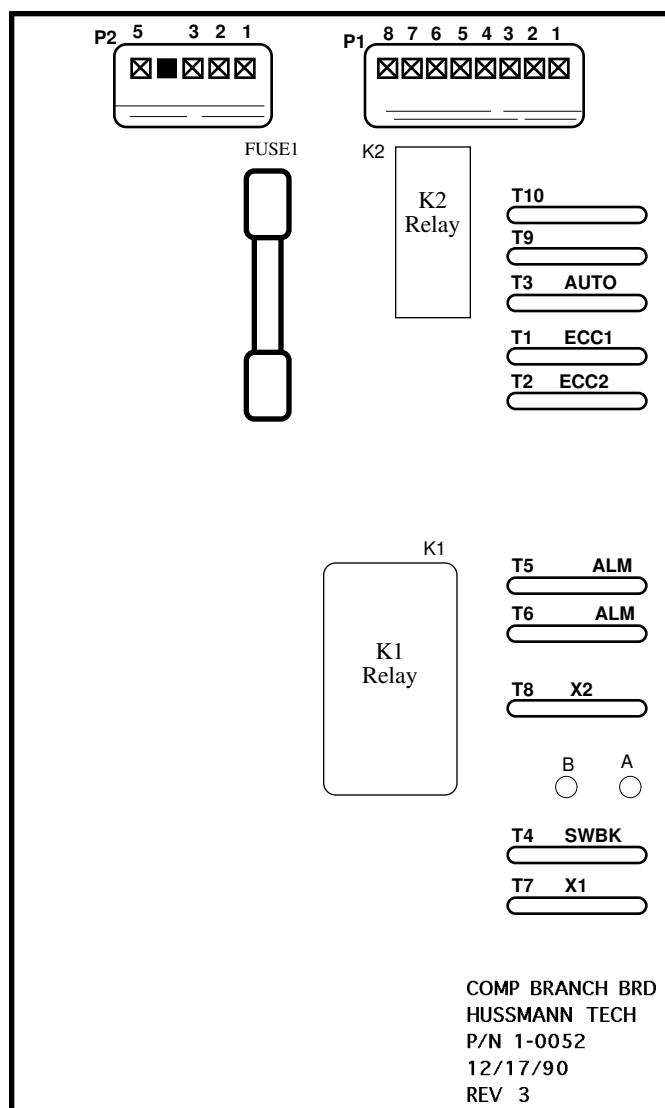 P2 5 3 2 1
P1 8 7 6 5 4 3 2 1
FUSE1
K2
K2
Relay
T10
T9
T3 AUTO
T1 ECC1
T2 ECC2
K1
K1
Relay
T5 ALM
T6 ALM
T8 X2
B A
T4 SWBK
T7 X1
COMP BRANCH BRD
HUSSMANN TECH
P/N 1-0052
12/17/90
REV 3